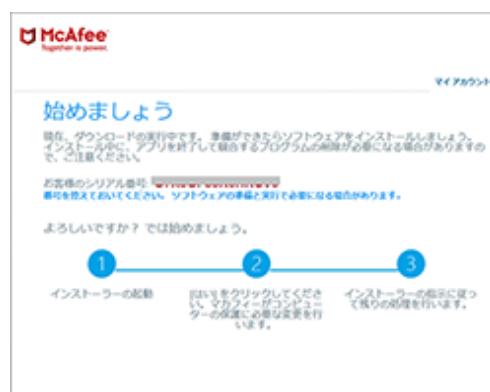 McAfee
Together is power.
マイ アカウント
始めましょう
現在、ダウンロードの実行中です。準備ができたらソフトウェアをインストールしましょう。
インストール中に、アプリを終了して競合するプログラムの削除が必要になる場合がありますの
で、ご注意ください。
お客様のシリアル番号:
番号を控えておいてください。ソフトウェアの準備と実行で必要になる場合があります。
よろしいですか? では始めましょう。
1
2
3
インストーラーの起動
[はい] をクリックしてくださ
い。マカフィーがコンピュー
ターの保護に必要な変更を行
います。
インストーラーの指示に従っ
て残りの処理を行います。